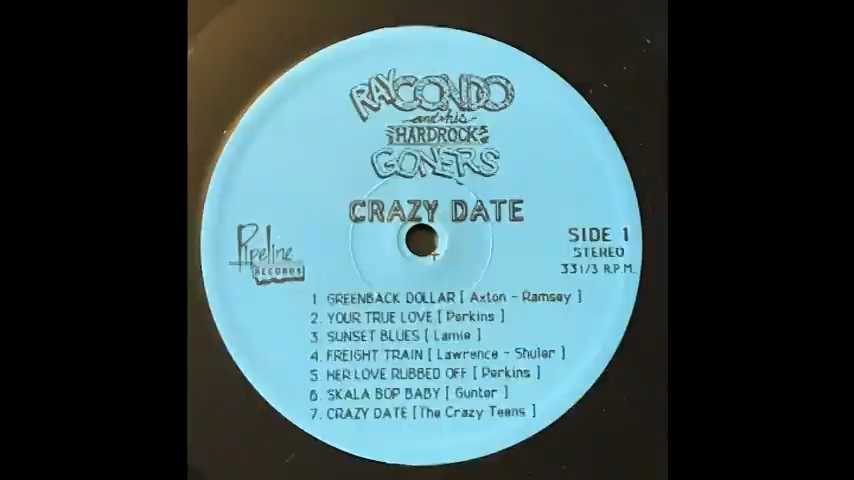 RAY CONDO
and his
HARDROCK
GONERS
CRAZY DATE
Pipeline
RECORDS
SIDE 1
STEREO
33 1/3 R.P.M.
1 GREENBACK DOLLAR [ Axton - Ramsey ]
2. YOUR TRUE LOVE [ Perkins ]
3. SUNSET BLUES [ Lamie ]
4. FREIGHT TRAIN [ Lawrence - Shuler ]
5. HER LOVE RUBBED OFF [ Perkins ]
6. SKALA BOP BABY [ Gunter ]
7. CRAZY DATE [The Crazy Teens ]